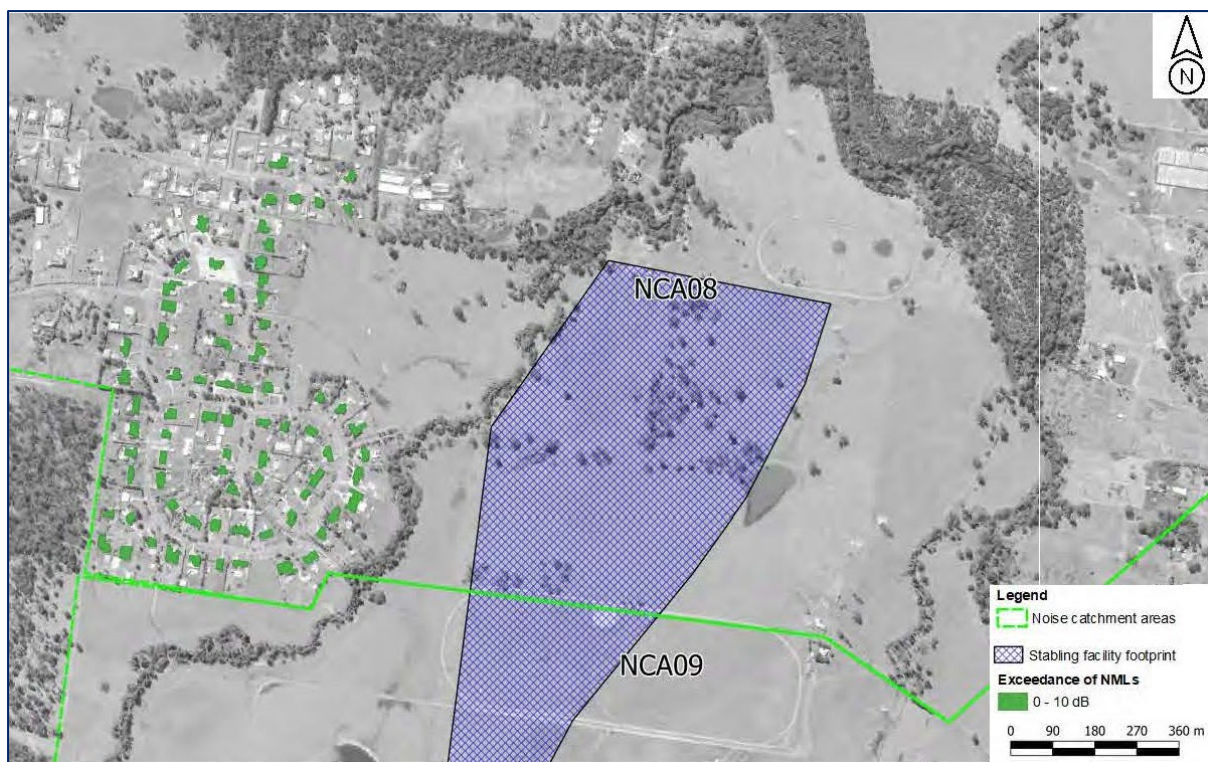 N
NCA08
NCA09
Legend
Noise catchment areas
Stabling facility footprint
Exceedance of NMLs
0 - 10 dB
0 90 180 270 360 m